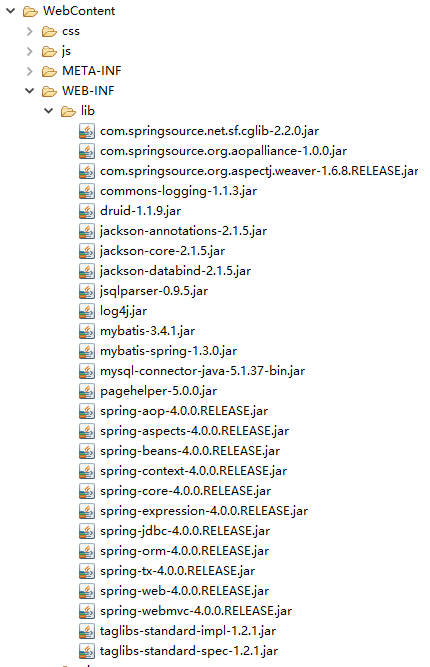 WebContent
css
js
META-INF
WEB-INF
lib
com.springsource.net.sf.cglib-2.2.0.jar
com.springsource.org.aopalliance-1.0.0.jar
com.springsource.org.aspectj.weaver-1.6.8.RELEASE.jar
commons-logging-1.1.3.jar
druid-1.1.9.jar
jackson-annotations-2.1.5.jar
jackson-core-2.1.5.jar
jackson-databind-2.1.5.jar
jsqlparser-0.9.5.jar
log4j.jar
mybatis-3.4.1.jar
mybatis-spring-1.3.0.jar
mysql-connector-java-5.1.37-bin.jar
pagehelper-5.0.0.jar
spring-aop-4.0.0.RELEASE.jar
spring-aspects-4.0.0.RELEASE.jar
spring-beans-4.0.0.RELEASE.jar
spring-context-4.0.0.RELEASE.jar
spring-core-4.0.0.RELEASE.jar
spring-expression-4.0.0.RELEASE.jar
spring-jdbc-4.0.0.RELEASE.jar
spring-orm-4.0.0.RELEASE.jar
spring-tx-4.0.0.RELEASE.jar
spring-web-4.0.0.RELEASE.jar
spring-webmvc-4.0.0.RELEASE.jar
taglibs-standard-impl-1.2.1.jar
taglibs-standard-spec-1.2.1.jar